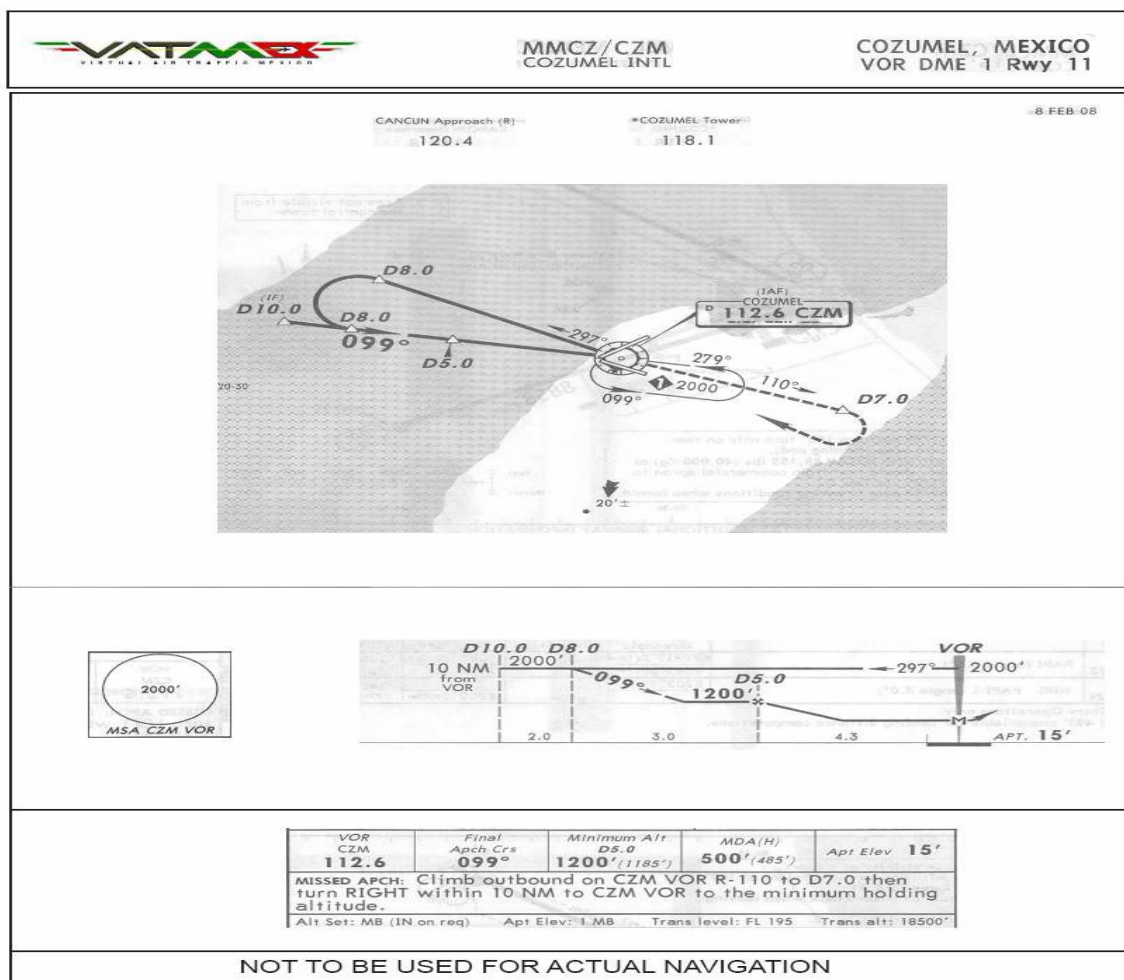 VATMEX
VIRTUAL AIR TRAFFIC MEXICO
MMCZ/CZM
COZUMEL INTL
COZUMEL, MEXICO
VOR DME 1 Rwy 11
8 FEB 08
CANCUN Approach (R)
120.4
*COZUMEL Tower
118.1
D8.0
(IF)
D10.0
D8.0
099°
D5.0
297°
(IAF)
COZUMEL
D 112.6 CZM
279°
110°
2000
099°
D7.0
20-30
20'±
2000'
MSA CZM VOR
D10.0 D8.0
VOR
10 NM
from
VOR
2000'
297°
2000'
099°
D5.0
1200'
M
2.0
3.0
4.3
APT. 15'
VOR
CZM
112.6
Final
Apch Crs
099°
Minimum Alt
D5.0
1200'(1185')
MDA(H)
500'(485')
Apt Elev 15'
MISSED APCH: Climb outbound on CZM VOR R-110 to D7.0 then
turn RIGHT within 10 NM to CZM VOR to the minimum holding
altitude.
Alt Set: MB (IN on req) Apt Elev: 1 MB Trans level: FL 195 Trans alt: 18500'
NOT TO BE USED FOR ACTUAL NAVIGATION